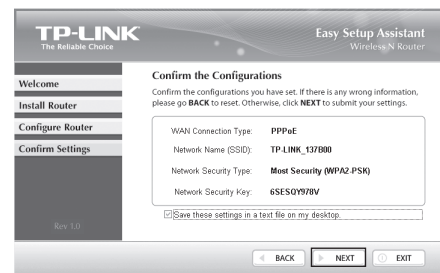 TP-LINK
The Reliable Choice
Easy Setup Assistant
Wireless N Router
Welcome
Install Router
Configure Router
Confirm Settings
Rev 1.0
Confirm the Configurations
Confirm the configurations you have set. If there is any wrong information,
please go BACK to reset. Otherwise, click NEXT to submit your settings.
WAN Connection Type: PPPoE
Network Name (SSID): TP-LINK_137B00
Network Security Type: Most Security (WPA2-PSK)
Network Security Key: 6SESQY978V
Save these settings in a text file on my desktop.
BACK NEXT EXIT